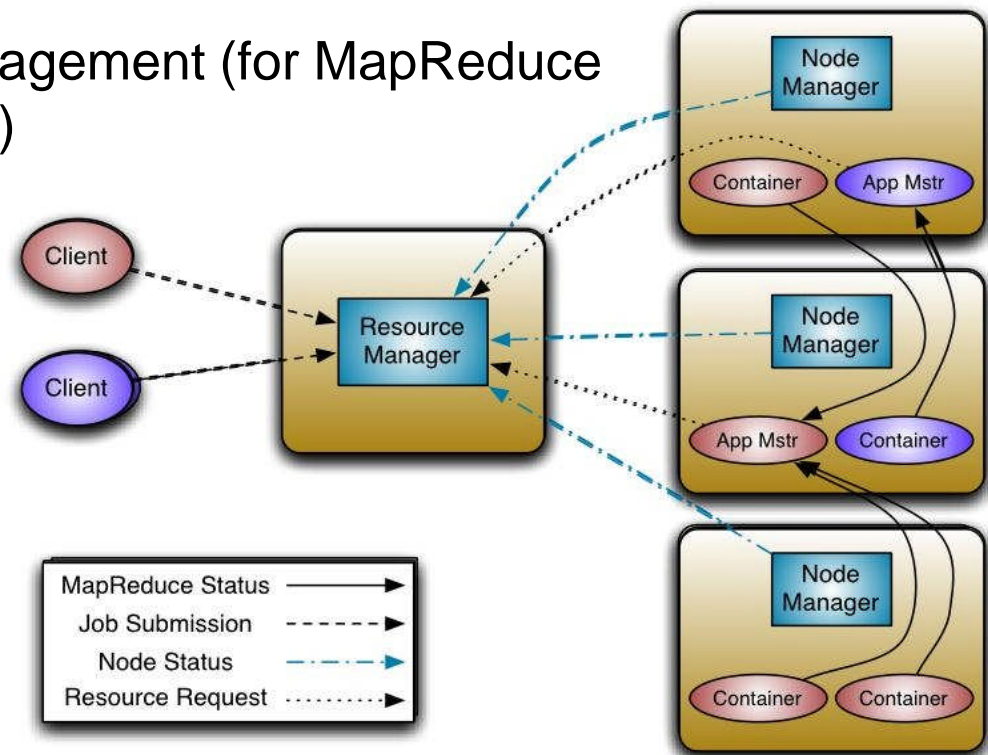 agement (for MapReduce
)
Node
Manager
Container
App Mstr
Client
Client
Resource
Manager
Node
Manager
App Mstr
Container
Node
Manager
Container
Container
MapReduce Status
Job Submission
Node Status
Resource Request